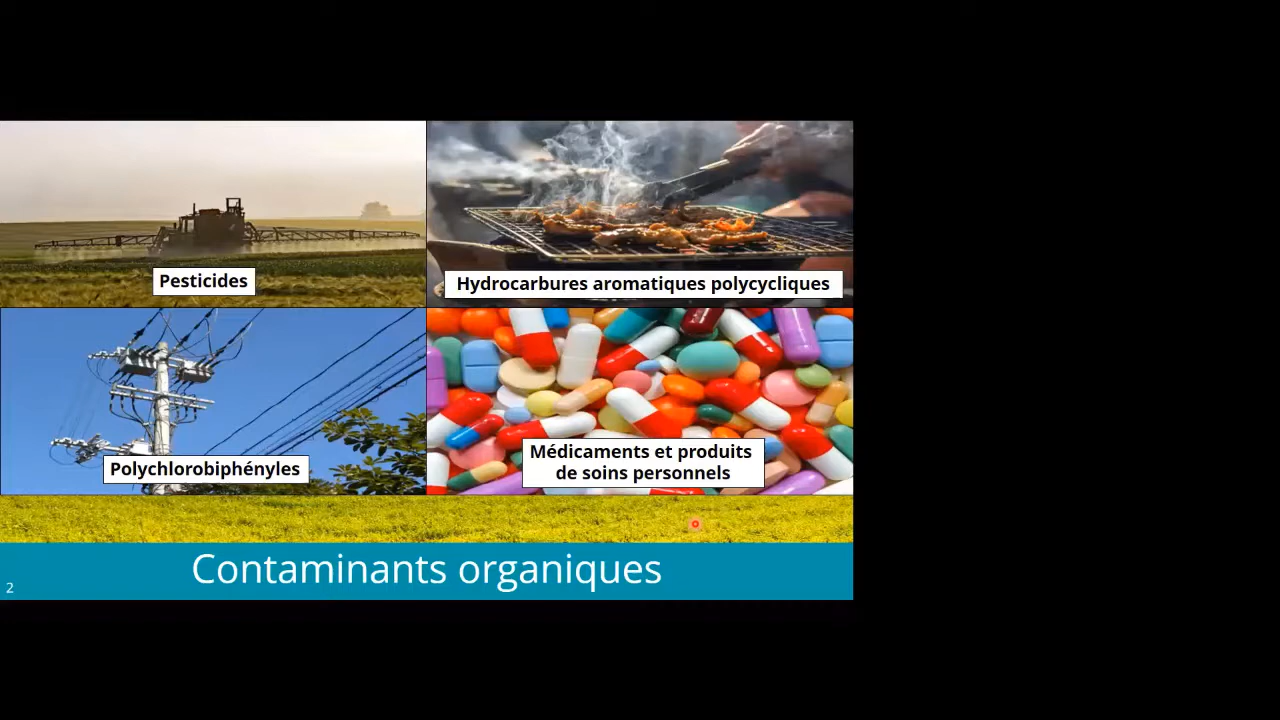 Pesticides
Hydrocarbures aromatiques polycycliques
Polychlorobiphényles
Médicaments et produits
de soins personnels
Contaminants organiques
2